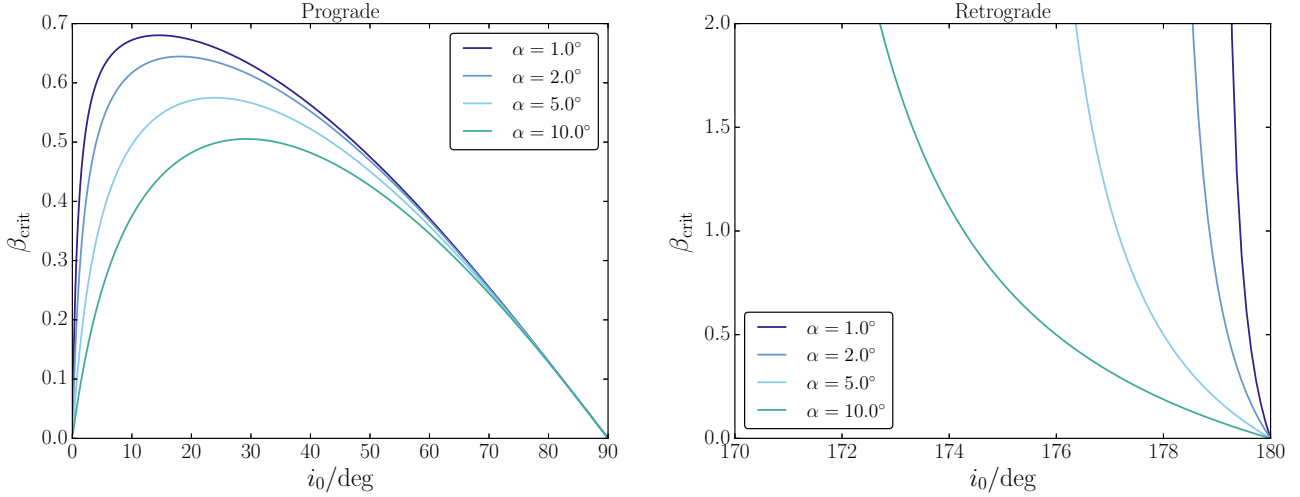 Prograde
0.7
0.6
0.5
0.4
0.3
0.2
0.1
0.0
β_crit
0 10 20 30 40 50 60 70 80 90
i_0/deg
α = 1.0°
α = 2.0°
α = 5.0°
α = 10.0°
Retrograde
2.0
1.5
1.0
0.5
0.0
β_crit
170 172 174 176 178 180
i_0/deg
α = 1.0°
α = 2.0°
α = 5.0°
α = 10.0°